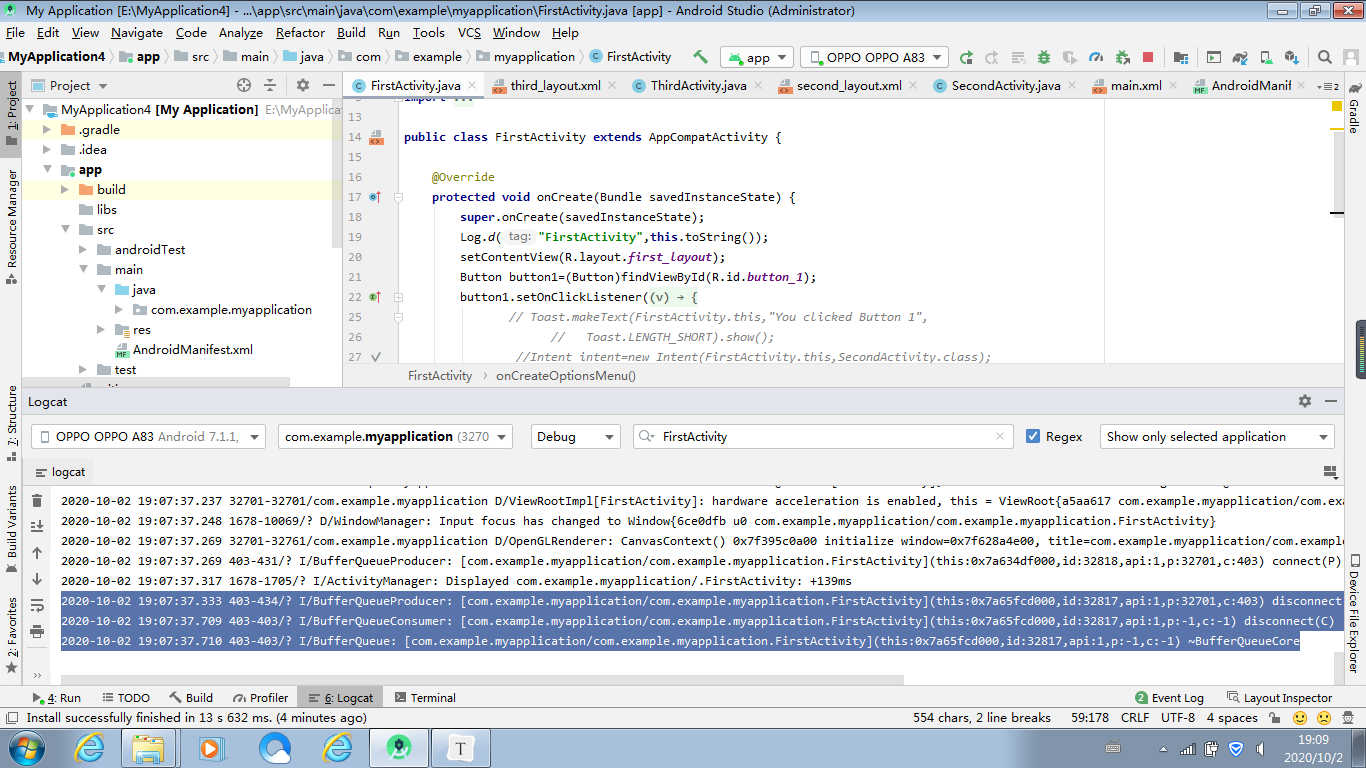 My Application [E:\MyApplication4] - ...\app\src\main\java\com\example\myapplication\FirstActivity.java [app] - Android Studio (Administrator)
File Edit View Navigate Code Analyze Refactor Build Run Tools VCS Window Help
MyApplication4 app src main java com example myapplication FirstActivity app OPPO OPPO A83
1: Project
Resource Manager
7: Structure
Build Variants
2: Favorites
Project
MyApplication4 [My Application] E:\MyApplica
.gradle
.idea
app
build
libs
src
androidTest
main
java
com.example.myapplication
res
AndroidManifest.xml
test
FirstActivity.java third_layout.xml ThirdActivity.java second_layout.xml SecondActivity.java main.xml AndroidManif 2
import ...
13
14 public class FirstActivity extends AppCompatActivity {
15
16 @Override
17 protected void onCreate(Bundle savedInstanceState) {
18 super.onCreate(savedInstanceState);
19 Log.d( tag: "FirstActivity",this.toString());
20 setContentView(R.layout.first_layout);
21 Button button1=(Button)findViewById(R.id.button_1);
22 button1.setOnClickListener((v) → {
25 // Toast.makeText(FirstActivity.this,"You clicked Button 1",
26 // Toast.LENGTH_SHORT).show();
27 //Intent intent=new Intent(FirstActivity.this,SecondActivity.class);
FirstActivity › onCreateOptionsMenu()
Gradle
Device File Explorer
Logcat
OPPO OPPO A83 Android 7.1.1, com.example.myapplication (3270 Debug FirstActivity Regex Show only selected application
logcat
2020-10-02 19:07:37.237 32701-32701/com.example.myapplication D/ViewRootImpl[FirstActivity]: hardware acceleration is enabled, this = ViewRoot{a5aa617 com.example.myapplication/com.exa
2020-10-02 19:07:37.248 1678-10069/? D/WindowManager: Input focus has changed to Window{6ce0dfb u0 com.example.myapplication/com.example.myapplication.FirstActivity}
2020-10-02 19:07:37.269 32701-32761/com.example.myapplication D/OpenGLRenderer: CanvasContext() 0x7f395c0a00 initialize window=0x7f628a4e00, title=com.example.myapplication/com.exam
2020-10-02 19:07:37.269 403-431/? I/BufferQueueProducer: [com.example.myapplication/com.example.myapplication.FirstActivity](this:0x7a634df000,id:32818,api:1,p:32701,c:403) connect(P)
2020-10-02 19:07:37.317 1678-1705/? I/ActivityManager: Displayed com.example.myapplication/.FirstActivity: +139ms
2020-10-02 19:07:37.333 403-434/? I/BufferQueueProducer: [com.example.myapplication/com.example.myapplication.FirstActivity](this:0x7a65fcd000,id:32817,api:1,p:32701,c:403) disconnect
2020-10-02 19:07:37.709 403-403/? I/BufferQueueConsumer: [com.example.myapplication/com.example.myapplication.FirstActivity](this:0x7a65fcd000,id:32817,api:1,p:-1,c:-1) disconnect(C)
2020-10-02 19:07:37.710 403-403/? I/BufferQueue: [com.example.myapplication/com.example.myapplication.FirstActivity](this:0x7a65fcd000,id:32817,api:1,p:-1,c:-1) ~BufferQueueCore
4: Run TODO Build Profiler 6: Logcat Terminal 2 Event Log Layout Inspector
Install successfully finished in 13 s 632 ms. (4 minutes ago) 554 chars, 2 line breaks 59:178 CRLF UTF-8 4 spaces
T
19:09
2020/10/2